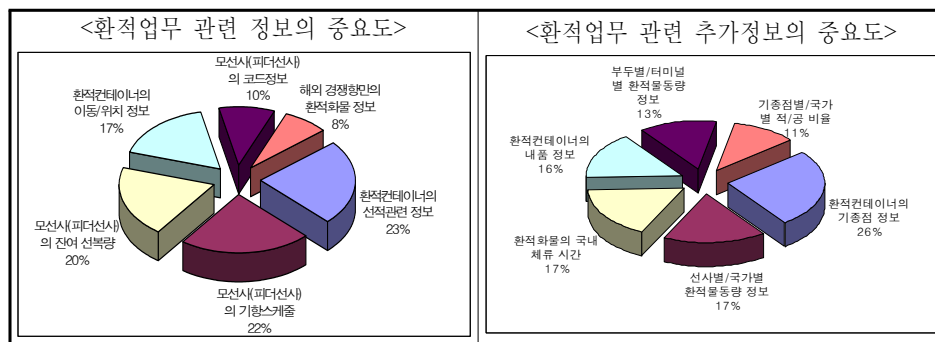 <환적업무 관련 정보의 중요도>
모선사(피더선사)
의 코드정보
10%
해외 경쟁항만의
환적화물 정보
8%
환적컨테이너의
선적관련 정보
23%
모선사(피더선사)
의 기항스케줄
22%
모선사(피더선사)
의 잔여 선복량
20%
환적컨테이너의
이동/위치 정보
17%
<환적업무 관련 추가정보의 중요도>
부두별/터미널
별 환적물동량
정보
13%
기종점별/국가
별 적/공 비율
11%
환적컨테이너의
기종점 정보
26%
선사별/국가별
환적물동량 정보
17%
환적화물의 국내
체류 시간
17%
환적컨테이너의
내품 정보
16%